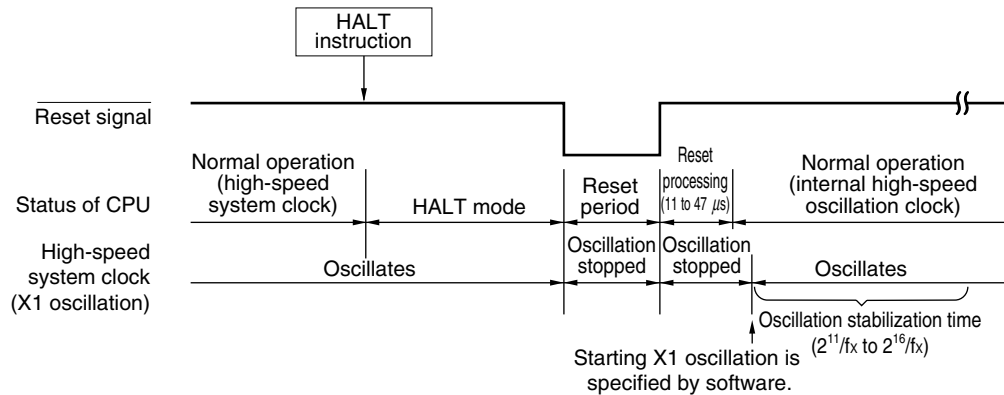 HALT
instruction
Reset signal
Normal operation
(high-speed
system clock)
Reset
processing
(11 to 47 μs)
Normal operation
(internal high-speed
oscillation clock)
Status of CPU
HALT mode
Reset
period
High-speed
system clock
(X1 oscillation)
Oscillates
Oscillation
stopped
Oscillation
stopped
Oscillates
Oscillation stabilization time
(2¹¹/fx to 2¹⁶/fx)
Starting X1 oscillation is
specified by software.